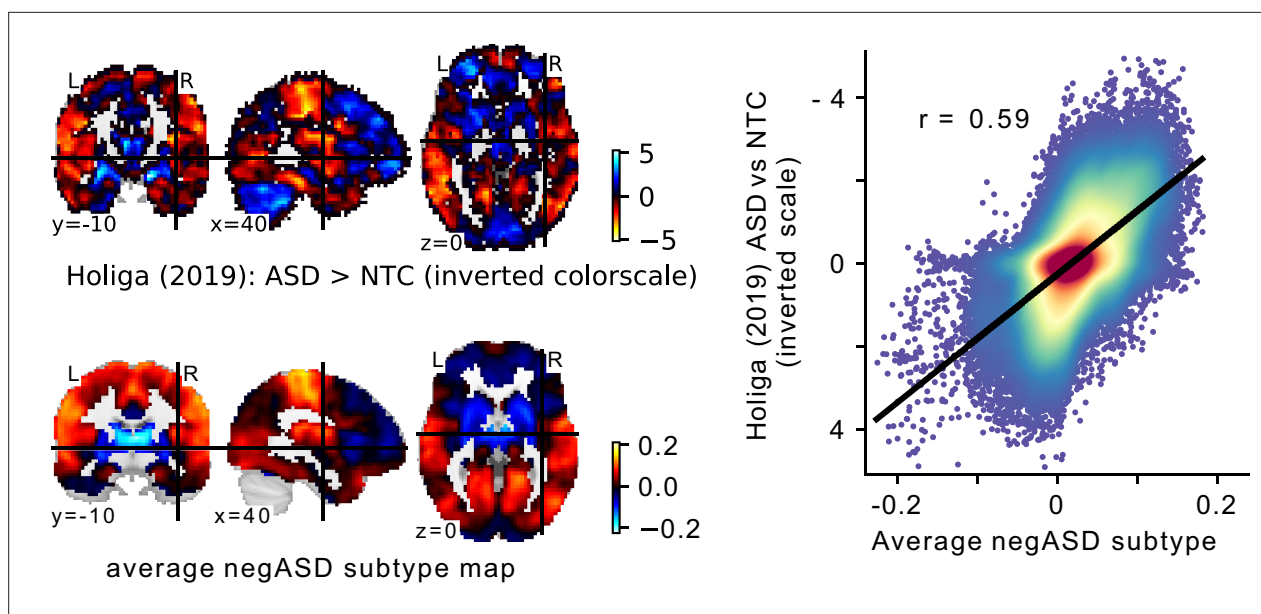 L
R
y=-10
x=40
L
R
z=0
5
0
−5
Holiga (2019): ASD > NTC (inverted colorscale)
L
R
y=-10
x=40
L
R
z=0
0.2
0.0
−0.2
average negASD subtype map
Holiga (2019) ASD vs NTC
(inverted scale)
- 4
0
4
r = 0.59
-0.2
0
0.2
Average negASD subtype